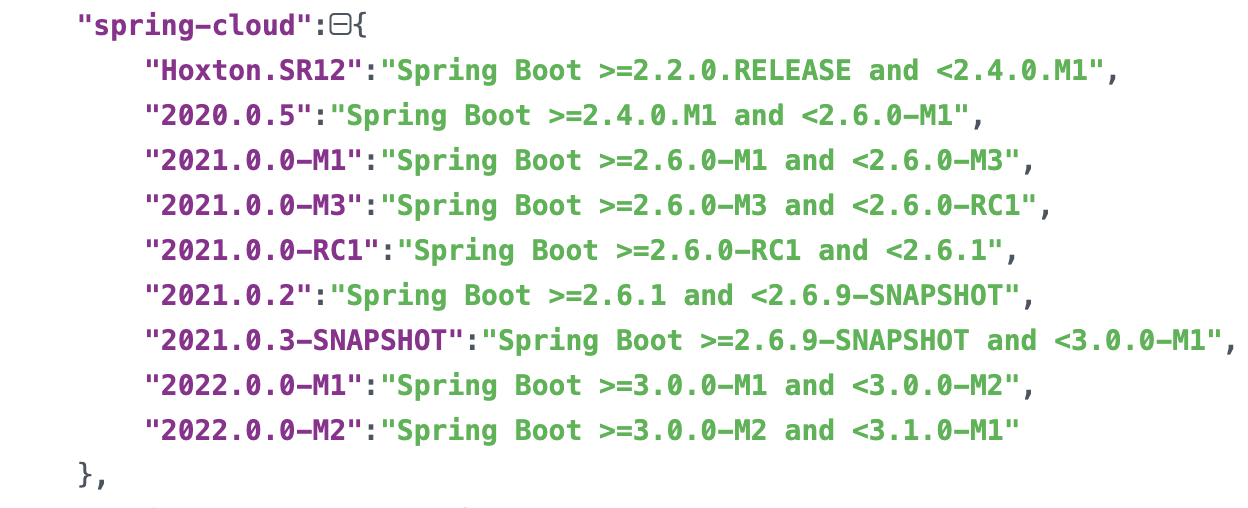 "spring-cloud":{
"Hoxton.SR12":"Spring Boot >=2.2.0.RELEASE and <2.4.0.M1",
"2020.0.5":"Spring Boot >=2.4.0.M1 and <2.6.0-M1",
"2021.0.0-M1":"Spring Boot >=2.6.0-M1 and <2.6.0-M3",
"2021.0.0-M3":"Spring Boot >=2.6.0-M3 and <2.6.0-RC1",
"2021.0.0-RC1":"Spring Boot >=2.6.0-RC1 and <2.6.1",
"2021.0.2":"Spring Boot >=2.6.1 and <2.6.9-SNAPSHOT",
"2021.0.3-SNAPSHOT":"Spring Boot >=2.6.9-SNAPSHOT and <3.0.0-M1",
"2022.0.0-M1":"Spring Boot >=3.0.0-M1 and <3.0.0-M2",
"2022.0.0-M2":"Spring Boot >=3.0.0-M2 and <3.1.0-M1"
},